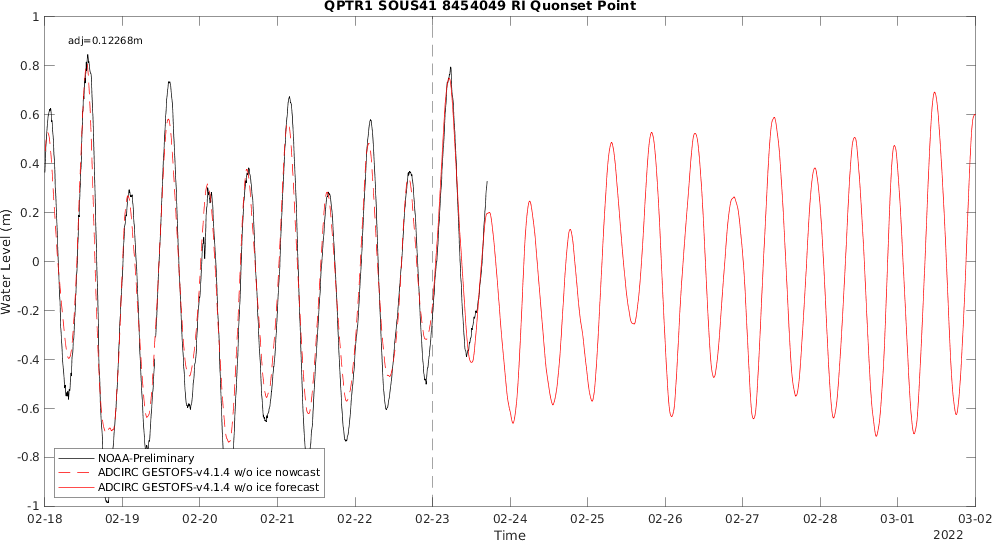 QPTR1 SOUS41 8454049 RI Quonset Point
adj=0.12268m
1
0.8
0.6
0.4
0.2
0
-0.2
-0.4
-0.6
-0.8
-1
Water Level (m)
NOAA-Preliminary
ADCIRC GESTOFS-v4.1.4 w/o ice nowcast
ADCIRC GESTOFS-v4.1.4 w/o ice forecast
02-18 02-19 02-20 02-21 02-22 02-23 02-24 02-25 02-26 02-27 02-28 03-01 03-02
Time
2022